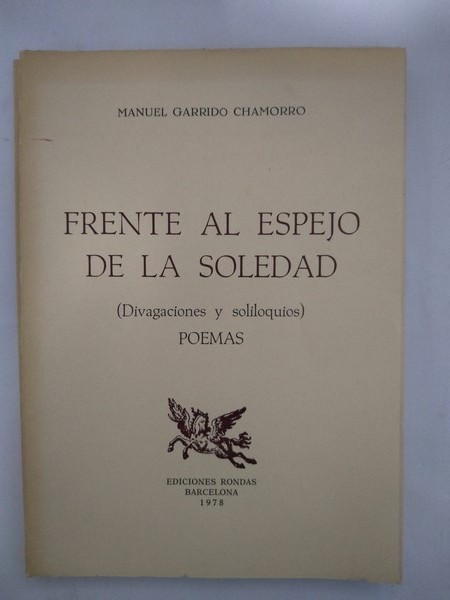 MANUEL GARRIDO CHAMORRO
FRENTE AL ESPEJO
DE LA SOLEDAD
(Divagaciones y soliloquios)
POEMAS
EDICIONES RONDAS
BARCELONA
1978